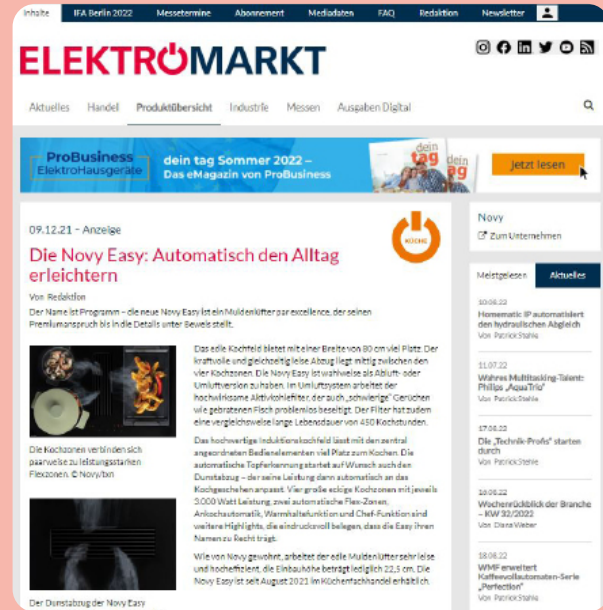 Inhalte IFA Berlin 2022 Messetermine Abonnement Mediadaten FAQ Redaktion Newsletter
ELEKTROMARKT
Aktuelles Handel Produktübersicht Industrie Messen Ausgaben Digital
ProBusiness
ElektroHausgeräte
dein tag Sommer 2022 –
Das eMagazin von ProBusiness
dein
tag
dein
ag
Jetzt lesen
09.12.21 – Anzeige
KÜCHE
Die Novy Easy: Automatisch den Alltag
erleichtern
Von Redaktion
Der Name ist Programm – die neue Novy Easy ist ein Muldenlüfter par excellence, der seinen
Premiumanspruch bis in die Details unter Beweis stellt.
Das edle Kochfeld bietet mit einer Breite von 80 cm viel Platz. Der
kraftvolle und gleichzeitig leise Abzug liegt mittig zwischen den
vier Kochzonen. Die Novy Easy ist wahlweise als Abluft- oder
Umluftversion zu haben. Im Umluftsystem arbeitet der
hochwirksame Aktivkohlefilter, der auch „schwierige“ Gerüchen
wie gebratenen Fisch problemlos beseitigt. Der Filter hat zudem
eine vergleichsweise lange Lebensdauer von 450 Kochstunden.
Die Kochzonen verbinden sich
paarweise zu leistungsstarken
Flexzonen. © Novy/txn
Das hochwertige Induktionskochfeld lässt mit den zentral
angeordneten Bedienelementen viel Platz zum Kochen. Die
automatische Topferkennung startet auf Wunsch auch den
Dunstabzug – der seine Leistung dann automatisch an das
Kochgeschehen anpasst. Vier große eckige Kochzonen mit jeweils
3.000 Watt Leistung, zwei automatische Flex-Zonen,
Ankochautomatik, Warmhaltefunktion und Chef-Funktion sind
weitere Highlights, die eindrucksvoll belegen, dass die Easy ihren
Namen zu Recht trägt.
Wie von Novy gewohnt, arbeitet der edle Muldenlüfter sehr leise
und hocheffizient, die Einbauhöhe beträgt lediglich 22,5 cm. Die
Novy Easy ist seit August 2021 im Küchenfachhandel erhältlich.
Der Dunstabzug der Novy Easy
Novy
Zum Unternehmen
Meistgelesen Aktuelles
10.08.22
Homematic IP automatisiert
den hydraulischen Abgleich
Von Patrick Stehle
11.07.22
Wahres Multitasking-Talent:
Philips „AquaTrio“
Von Patrick Stehle
17.08.22
Die „Technik-Profis“ starten
durch
Von Patrick Stehle
Wochenrückblick der Branche
– KW 32/2022
Von Diana Weber
18.08.22
WMF erweitert
Kaffeevollautomaten-Serie
„Perfection“
Von Patrick Stehle